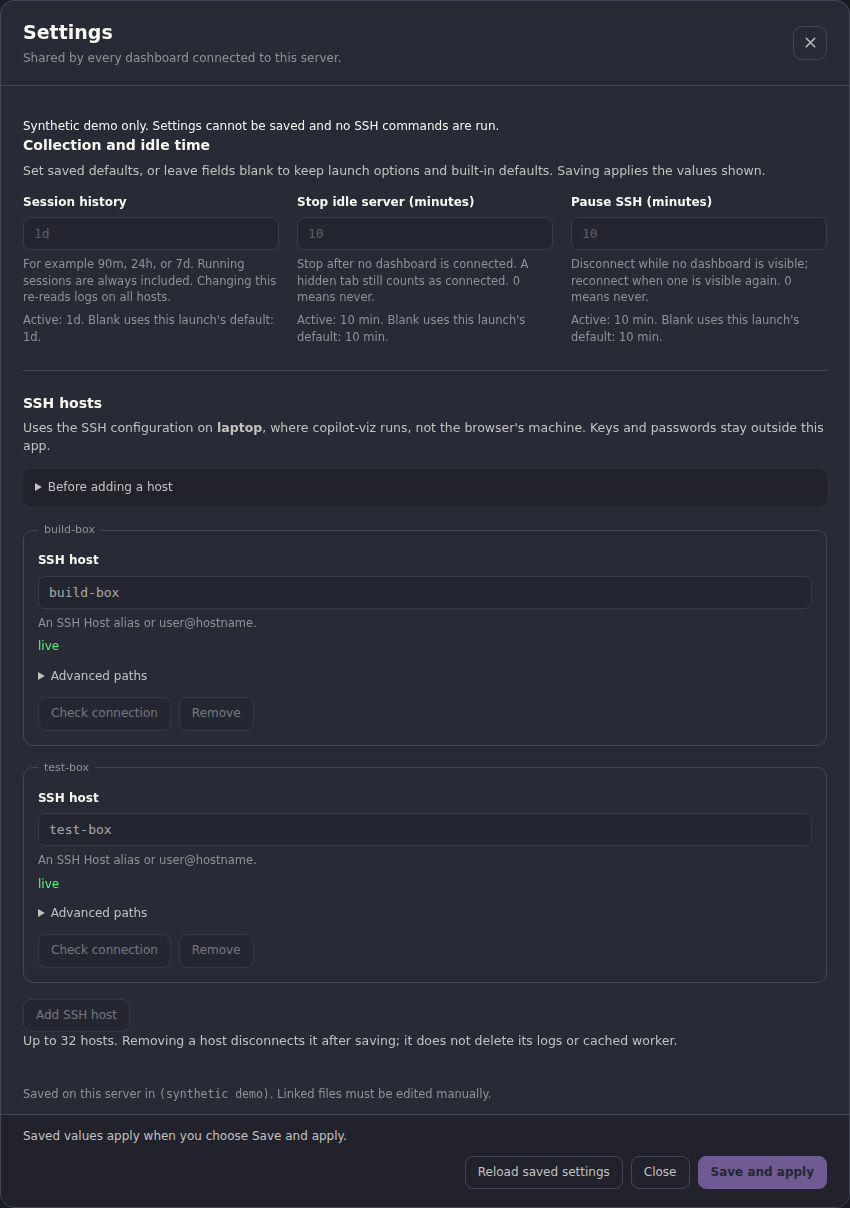 Settings
Shared by every dashboard connected to this server.
Synthetic demo only. Settings cannot be saved and no SSH commands are run.
Collection and idle time
Set saved defaults, or leave fields blank to keep launch options and built-in defaults. Saving applies the values shown.
Session history
1d
For example 90m, 24h, or 7d. Running
sessions are always included. Changing this
re-reads logs on all hosts.
Active: 1d. Blank uses this launch's default:
1d.
Stop idle server (minutes)
10
Stop after no dashboard is connected. A
hidden tab still counts as connected. 0
means never.
Active: 10 min. Blank uses this launch's
default: 10 min.
Pause SSH (minutes)
10
Disconnect while no dashboard is visible;
reconnect when one is visible again. 0
means never.
Active: 10 min. Blank uses this launch's
default: 10 min.
SSH hosts
Uses the SSH configuration on laptop, where copilot-viz runs, not the browser's machine. Keys and passwords stay outside this
app.
Before adding a host
build-box
SSH host
build-box
An SSH Host alias or user@hostname.
live
Advanced paths
Check connection
Remove
test-box
SSH host
test-box
An SSH Host alias or user@hostname.
live
Advanced paths
Check connection
Remove
Add SSH host
Up to 32 hosts. Removing a host disconnects it after saving; it does not delete its logs or cached worker.
Saved on this server in (synthetic demo). Linked files must be edited manually.
Saved values apply when you choose Save and apply.
Reload saved settings
Close
Save and apply